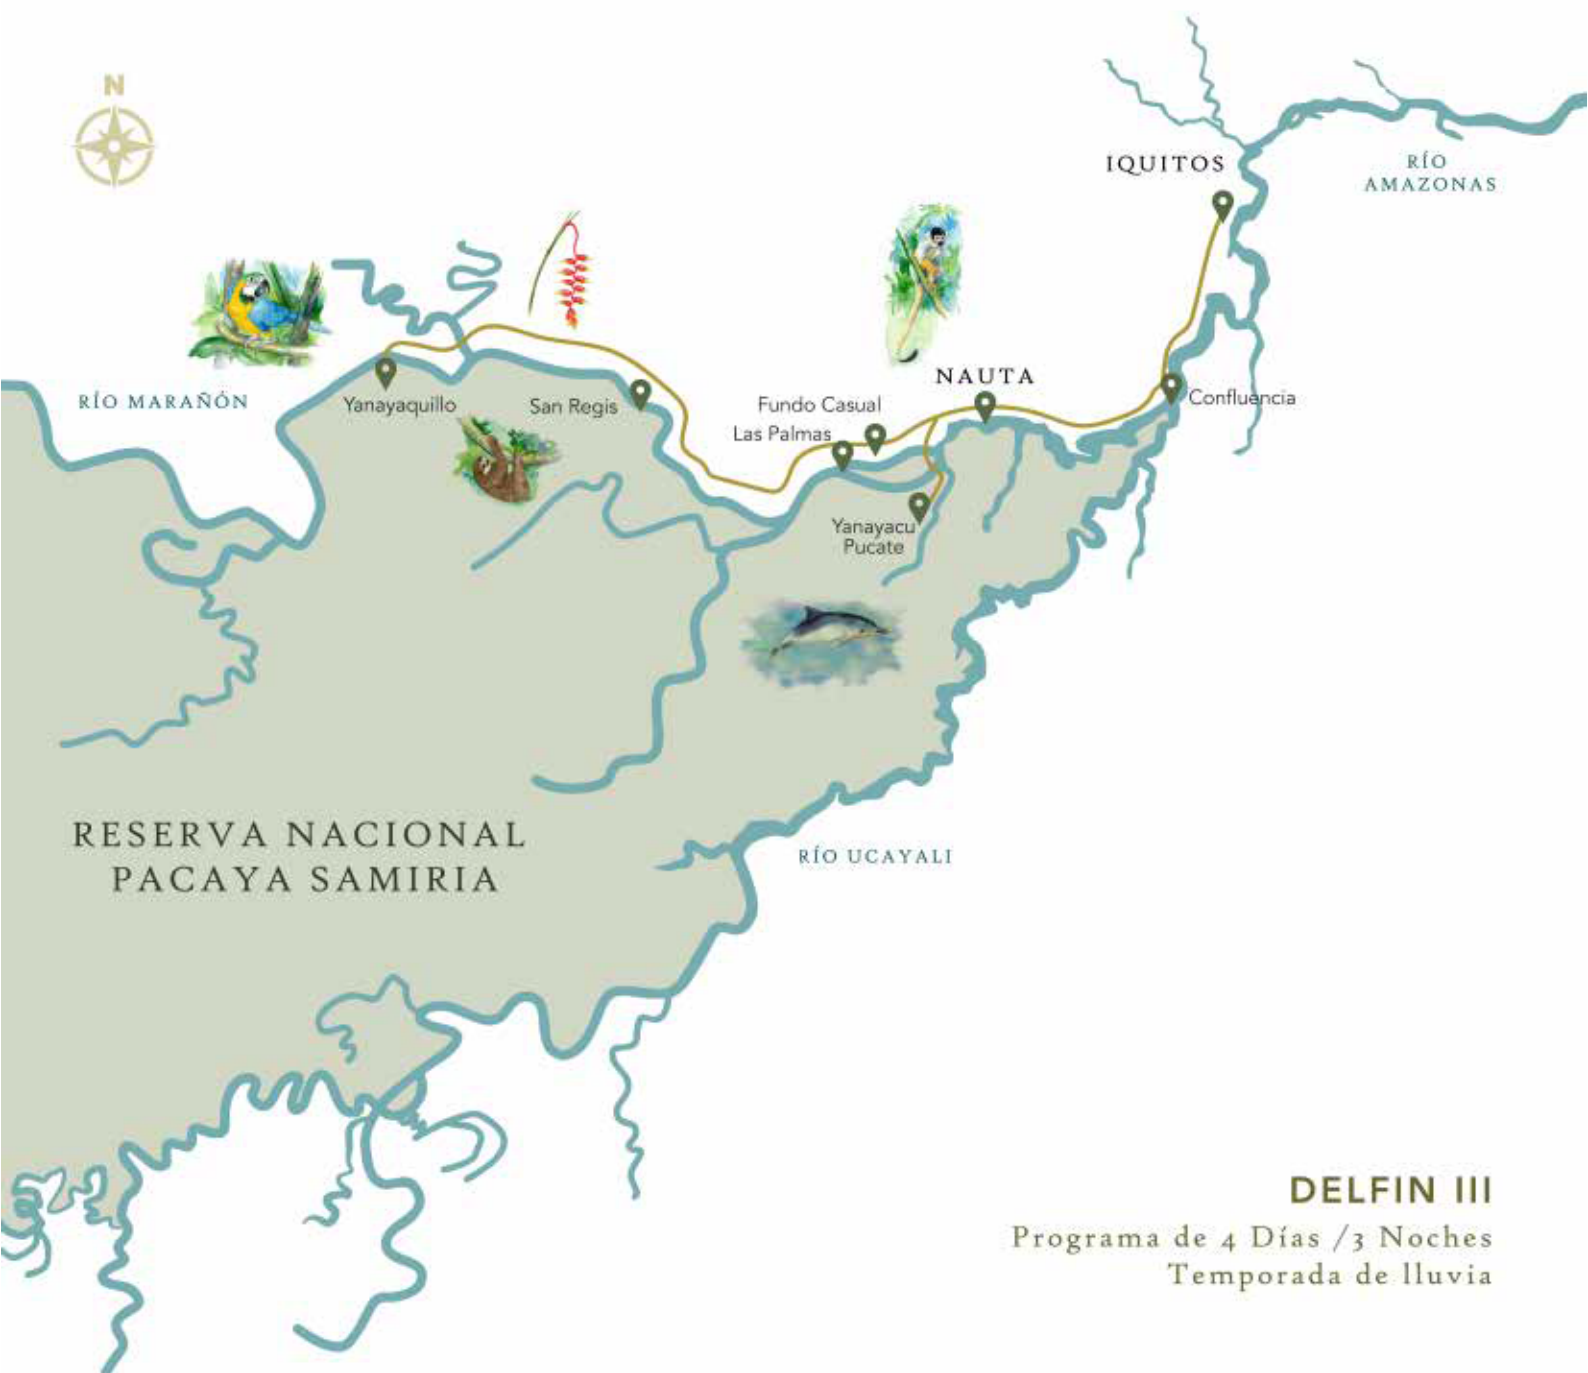 N
IQUITOS
RÍO
AMAZONAS
NAUTA
RÍO MARAÑÓN
Yanayaquillo
San Regis
Fundo Casual
Las Palmas
Confluencia
Yanayacu
Pucate
RESERVA NACIONAL
PACAYA SAMIRIA
RÍO UCAYALI
DELFIN III
Programa de 4 Días /3 Noches
Temporada de lluvia